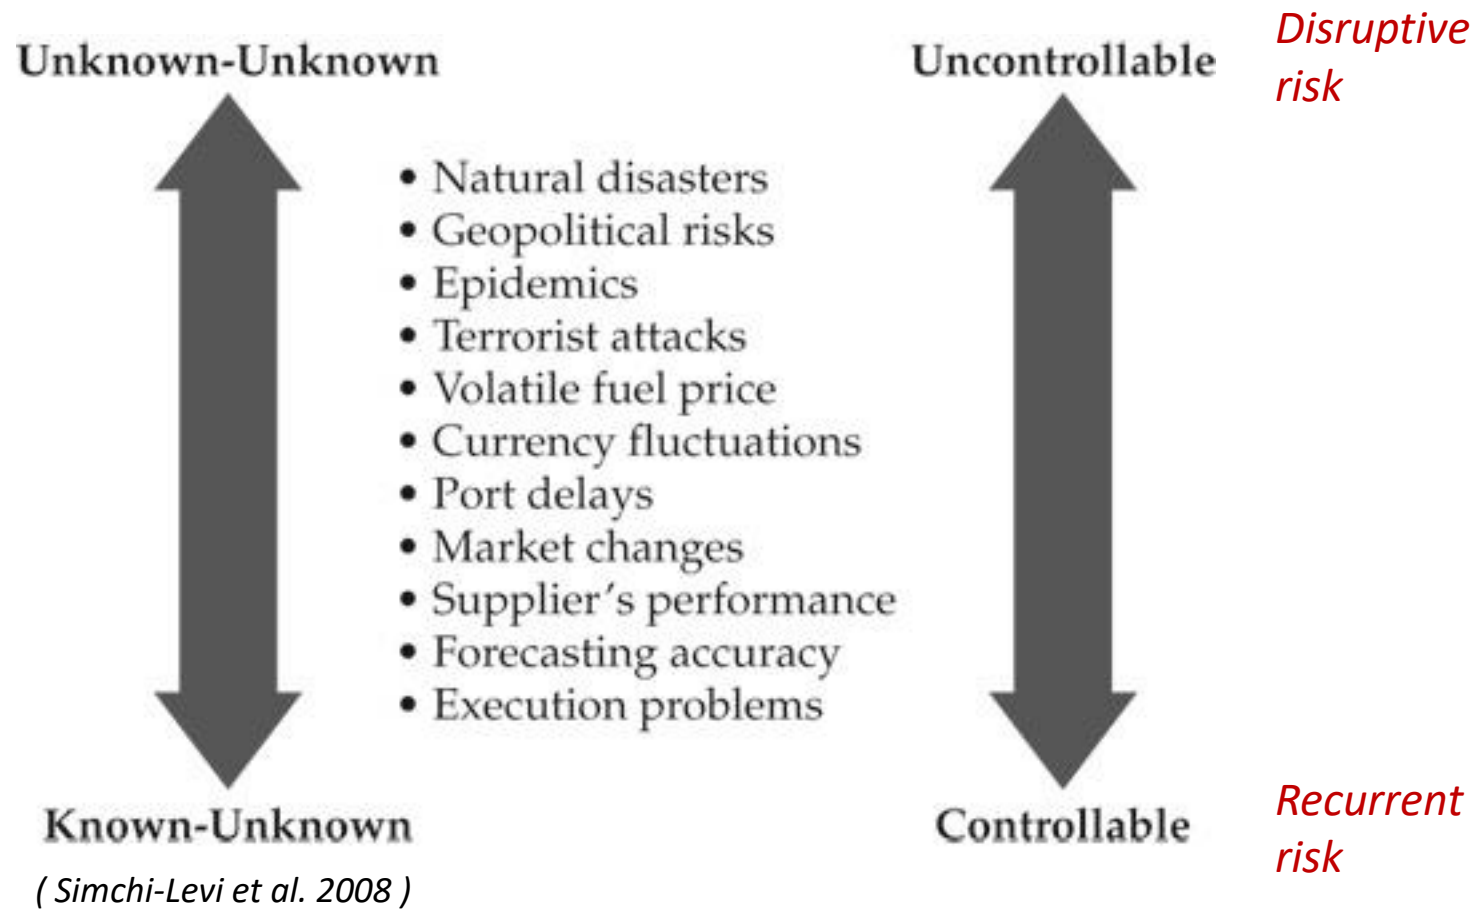 Unknown-Unknown
Uncontrollable
Disruptive
risk
• Natural disasters
• Geopolitical risks
• Epidemics
• Terrorist attacks
• Volatile fuel price
• Currency fluctuations
• Port delays
• Market changes
• Supplier's performance
• Forecasting accuracy
• Execution problems
Known-Unknown
Controllable
Recurrent
risk
( Simchi-Levi et al. 2008 )